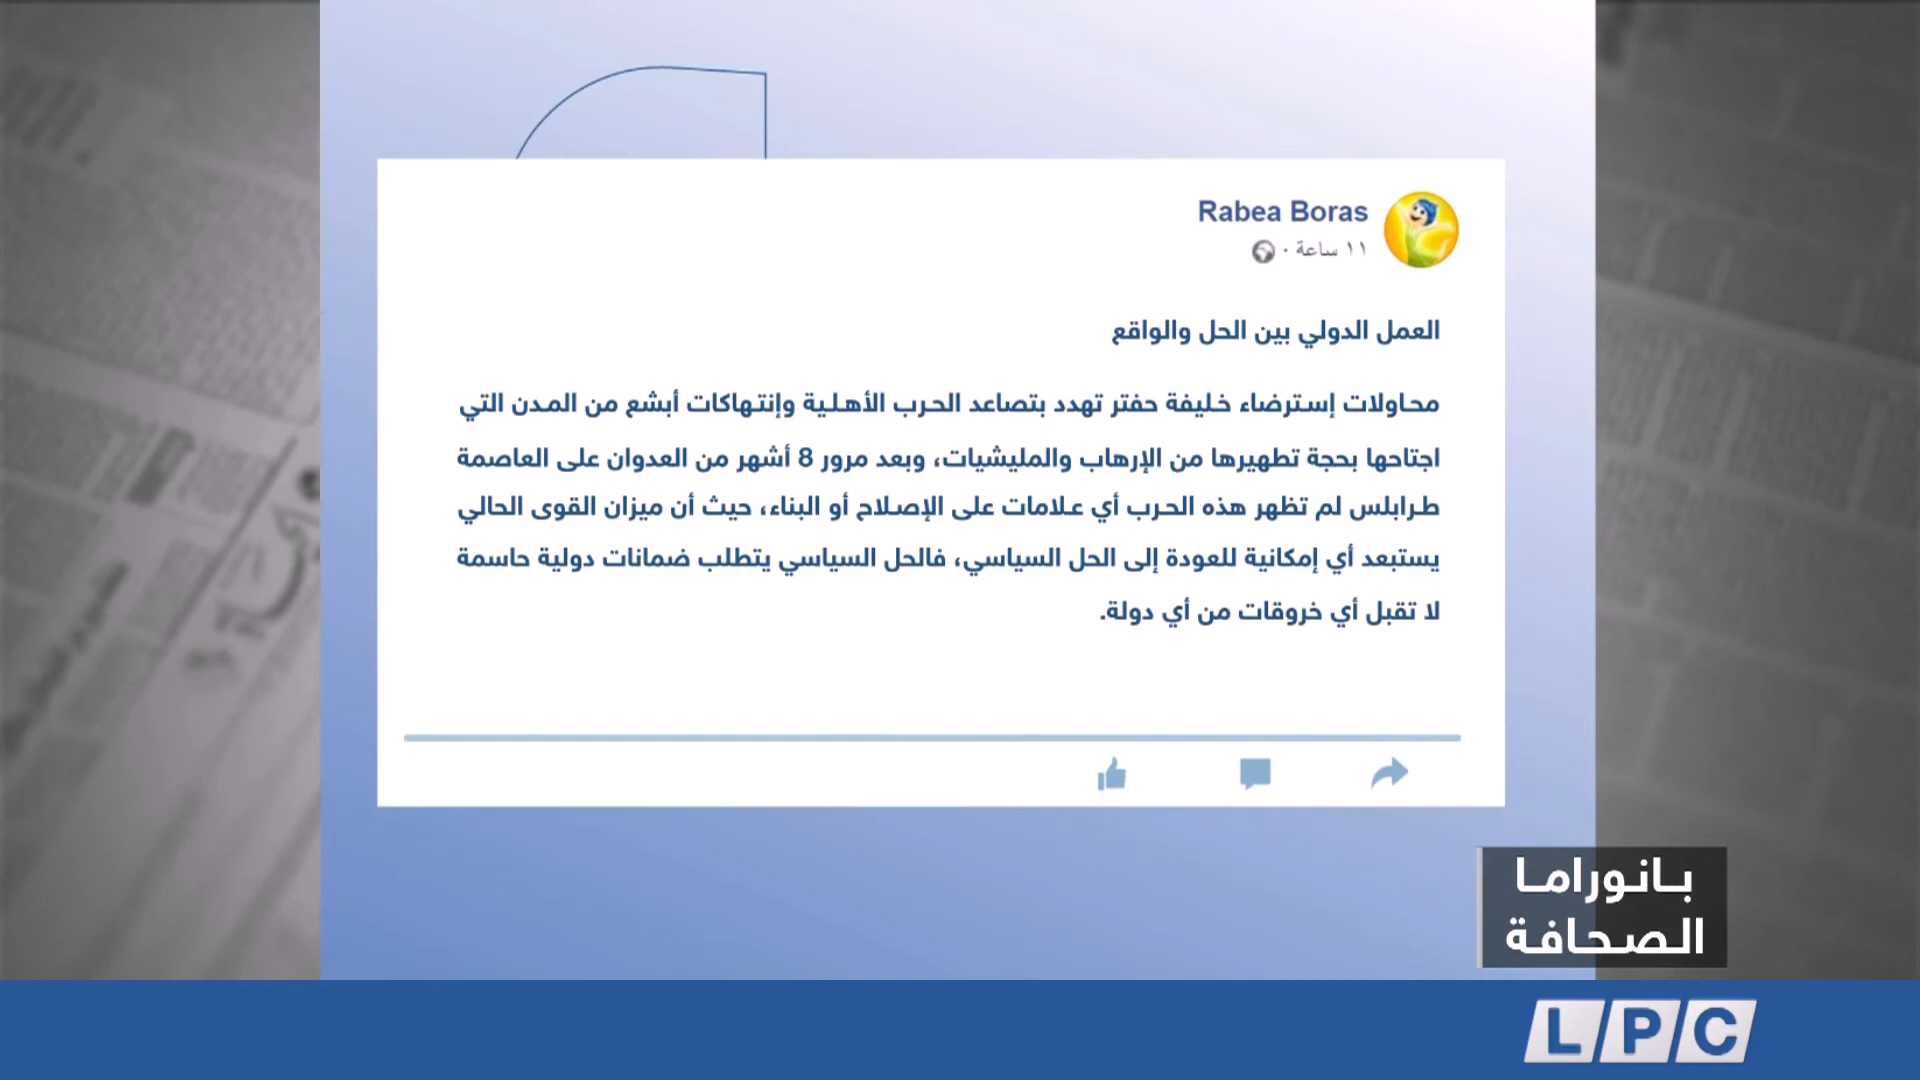 Rabea Boras
١١ ساعة ·
العمل الدولي بين الحل والواقع
محاولات إسترضاء خليفة حفتر تهدد بتصاعد الحرب الأهلية وإنتهاكات أبشع من المدن التي
اجتاحها بحجة تطهيرها من الإرهاب والمليشيات، وبعد مرور 8 أشهر من العدوان على العاصمة
طرابلس لم تظهر هذه الحرب أي علامات على الإصلاح أو البناء، حيث أن ميزان القوى الحالي
يستبعد أي إمكانية للعودة إلى الحل السياسي، فالحل السياسي يتطلب ضمانات دولية حاسمة
لا تقبل أي خروقات من أي دولة.
بانوراما
الصحافة
LPC